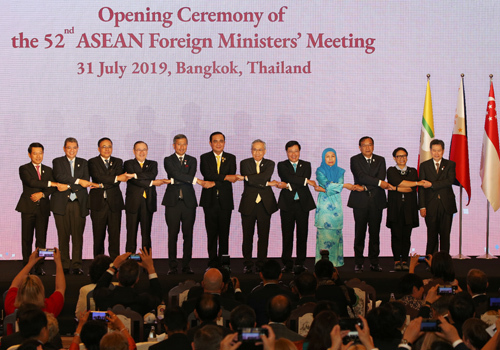 Opening Ceremony of
the 52nd ASEAN Foreign Ministers' Meeting
31 July 2019, Bangkok, Thailand